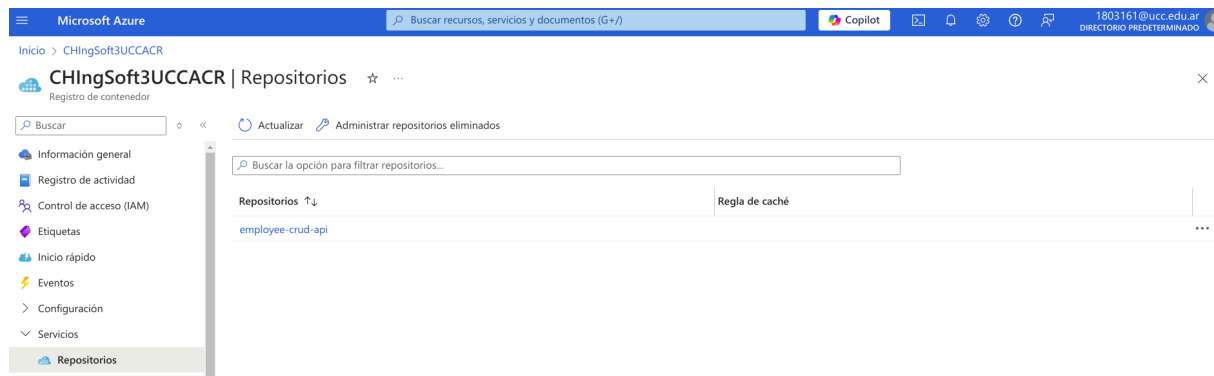 Microsoft Azure
Buscar recursos, servicios y documentos (G+/)
Copilot
1803161@ucc.edu.ar
DIRECTORIO PREDETERMINADO
Inicio > CHIngSoft3UCCACR
CHIngSoft3UCCACR | Repositorios
Registro de contenedor
Buscar
Actualizar
Administrar repositorios eliminados
Información general
Registro de actividad
Control de acceso (IAM)
Etiquetas
Inicio rápido
Eventos
Configuración
Servicios
Repositorios
Buscar la opción para filtrar repositorios...
Repositorios
Regla de caché
employee-crud-api